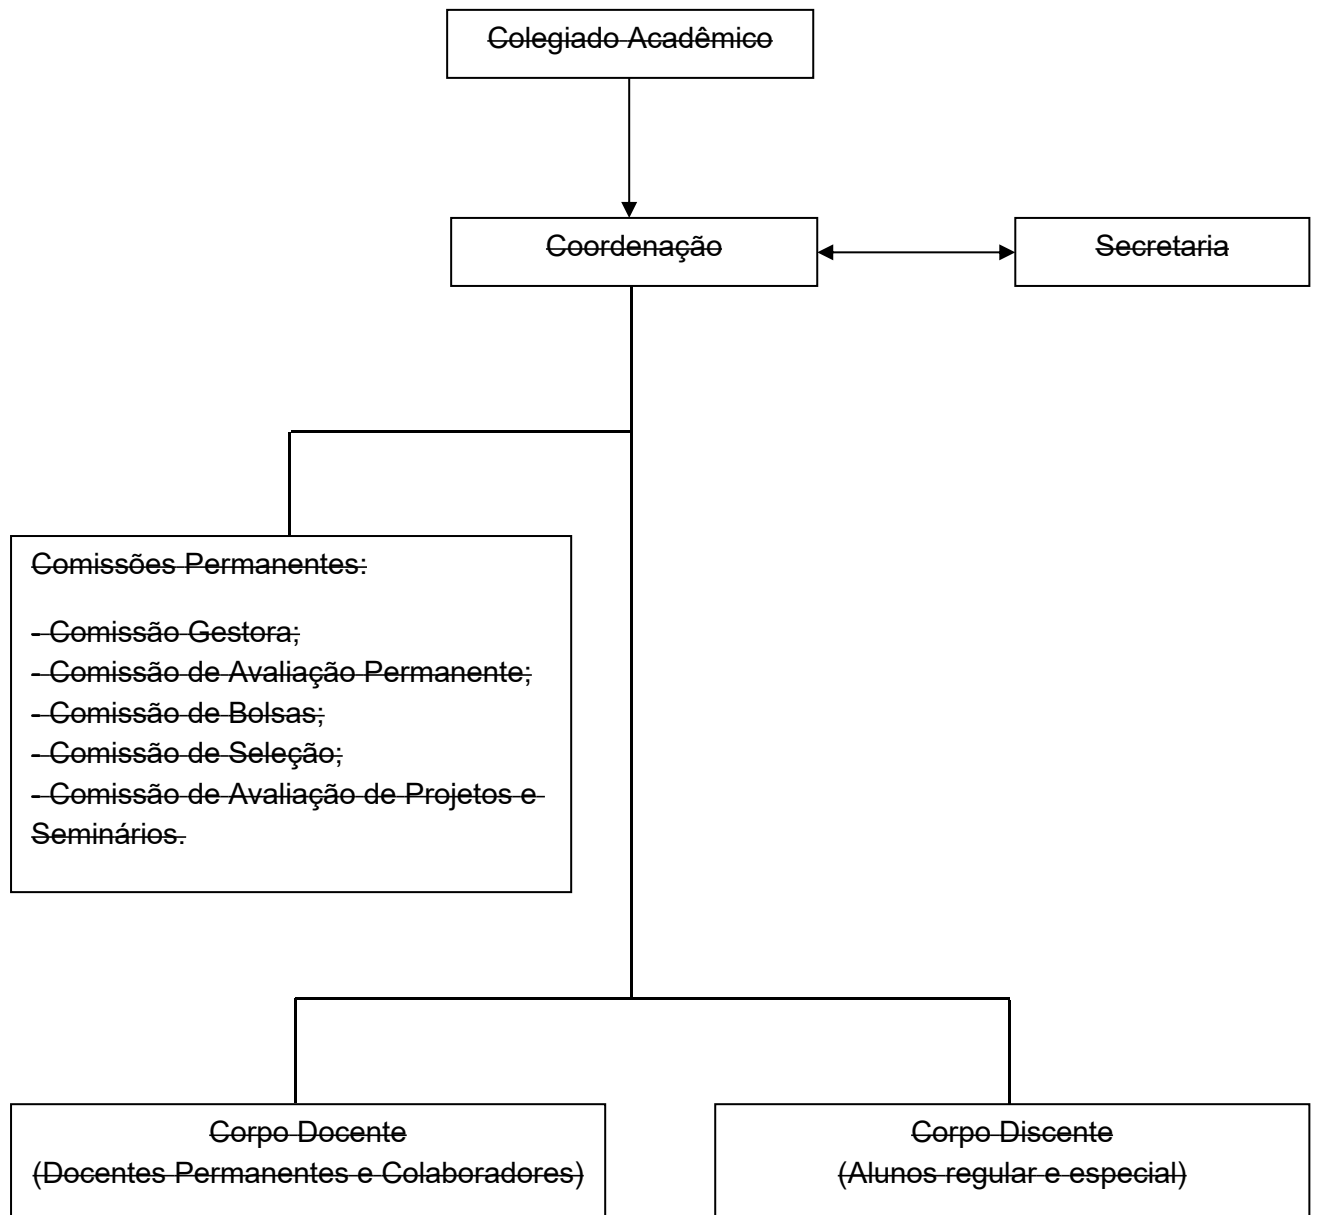 Colegiado Acadêmico
Coordenação
Secretaria
Comissões Permanentes:
- Comissão Gestora;
- Comissão de Avaliação Permanente;
- Comissão de Bolsas;
- Comissão de Seleção;
- Comissão de Avaliação de Projetos e
Seminários.
Corpo Docente
(Docentes Permanentes e Colaboradores)
Corpo Discente
(Alunos regular e especial)